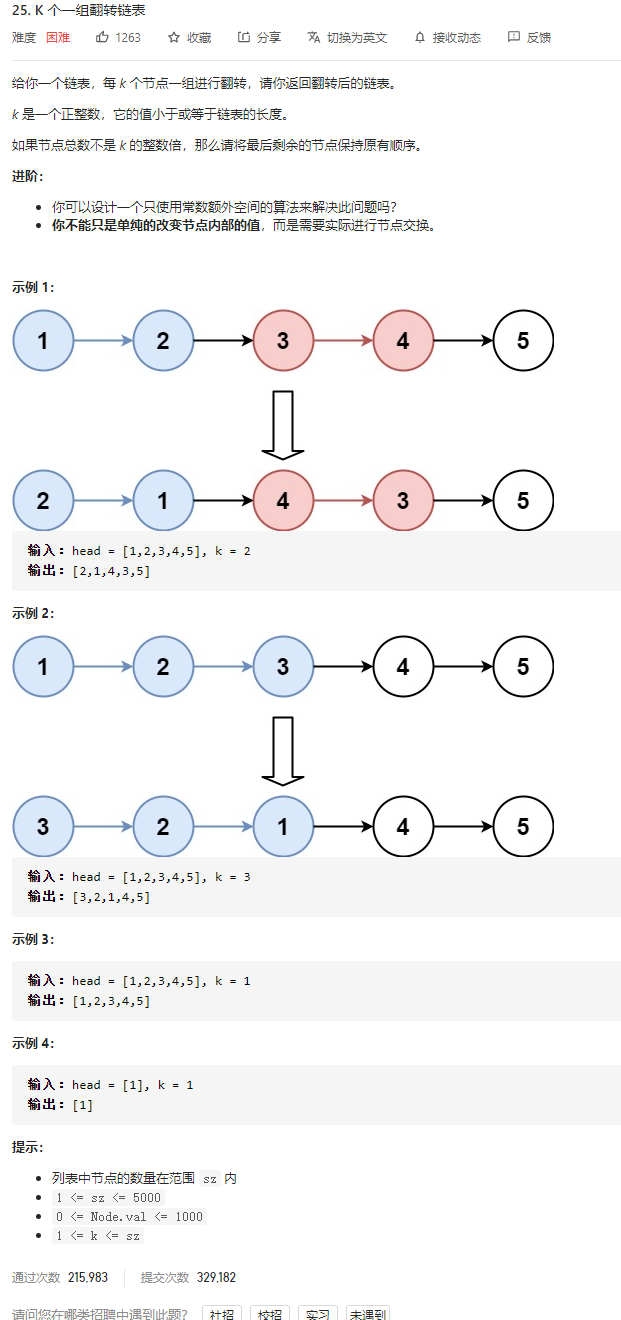 25. K 个一组翻转链表
难度 困难 1263 收藏 分享 切换为英文 接收动态 反馈
给你一个链表，每 k 个节点一组进行翻转，请你返回翻转后的链表。
k 是一个正整数，它的值小于或等于链表的长度。
如果节点总数不是 k 的整数倍，那么请将最后剩余的节点保持原有顺序。
进阶：
你可以设计一个只使用常数额外空间的算法来解决此问题吗？
你不能只是单纯的改变节点内部的值，而是需要实际进行节点交换。
示例 1：
1 2 3 4 5
2 1 4 3 5
输入：head = [1,2,3,4,5], k = 2
输出：[2,1,4,3,5]
示例 2：
1 2 3 4 5
3 2 1 4 5
输入：head = [1,2,3,4,5], k = 3
输出：[3,2,1,4,5]
示例 3：
输入：head = [1,2,3,4,5], k = 1
输出：[1,2,3,4,5]
示例 4：
输入：head = [1], k = 1
输出：[1]
提示：
列表中节点的数量在范围 sz 内
1 <= sz <= 5000
0 <= Node.val <= 1000
1 <= k <= sz
通过次数 215,983 提交次数 329,182
请问您在哪类招聘中遇到此题？ 社招 校招 实习 未遇到